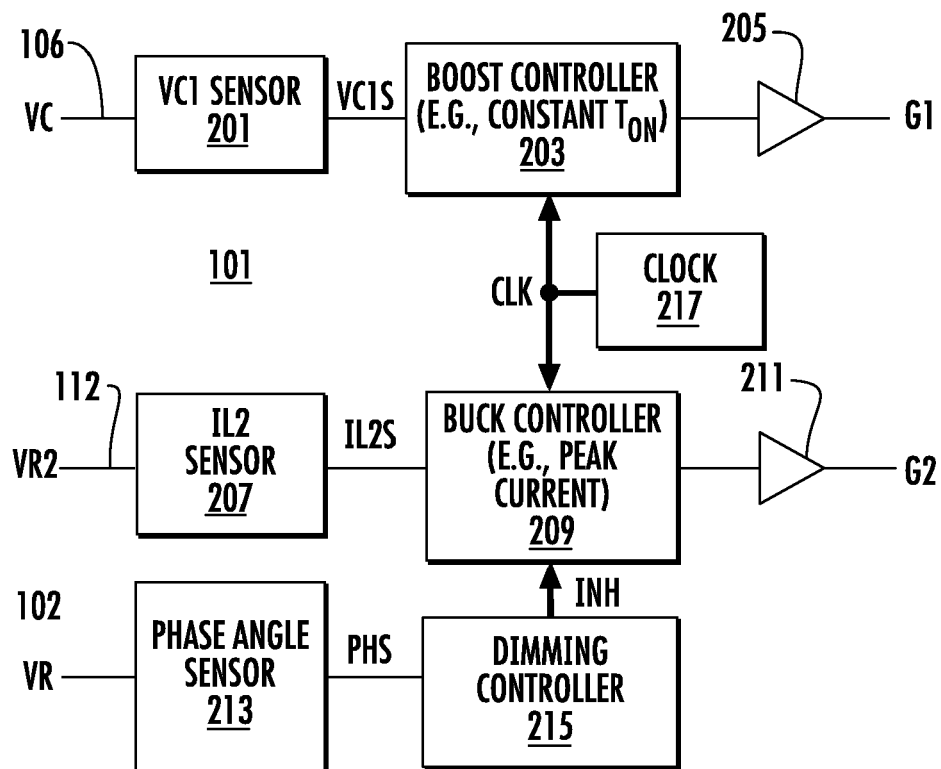 106
VC
VC1 SENSOR
201
VC1S
BOOST CONTROLLER
(E.G., CONSTANT TON)
203
205
G1
101
CLK
CLOCK
217
112
VR2
IL2
SENSOR
207
IL2S
BUCK CONTROLLER
(E.G., PEAK
CURRENT)
209
211
G2
102
VR
PHASE ANGLE
SENSOR
213
PHS
INH
DIMMING
CONTROLLER
215